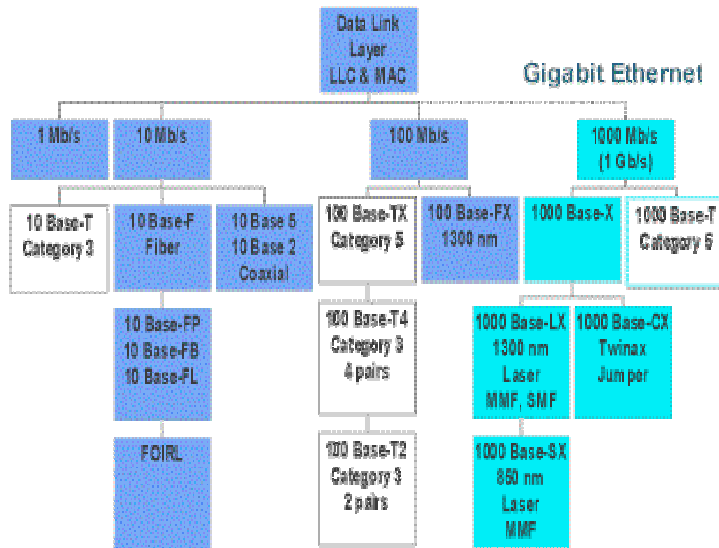 Data Link
Layer
LLC & MAC
Gigabit Ethernet
1 Mb/s
10 Mb/s
100 Mb/s
1000 Mb/s
(1 Gb/s)
10 Base-T
Category 3
10 Base-F
Fiber
10 Base 5
10 Base 2
Coaxial
100 Base-TX
Category 5
100 Base-FX
1300 nm
1000 Base-X
1000 Base-T
Category 5
10 Base-FP
10 Base-FB
10 Base-FL
100 Base-T4
Category 3
4 pairs
1000 Base-LX
1300 nm
Laser
MMF, SMF
1000 Base-CX
Twinax
Jumper
FOIRL
100 Base-T2
Category 3
2 pairs
1000 Base-SX
850 nm
Laser
MMF